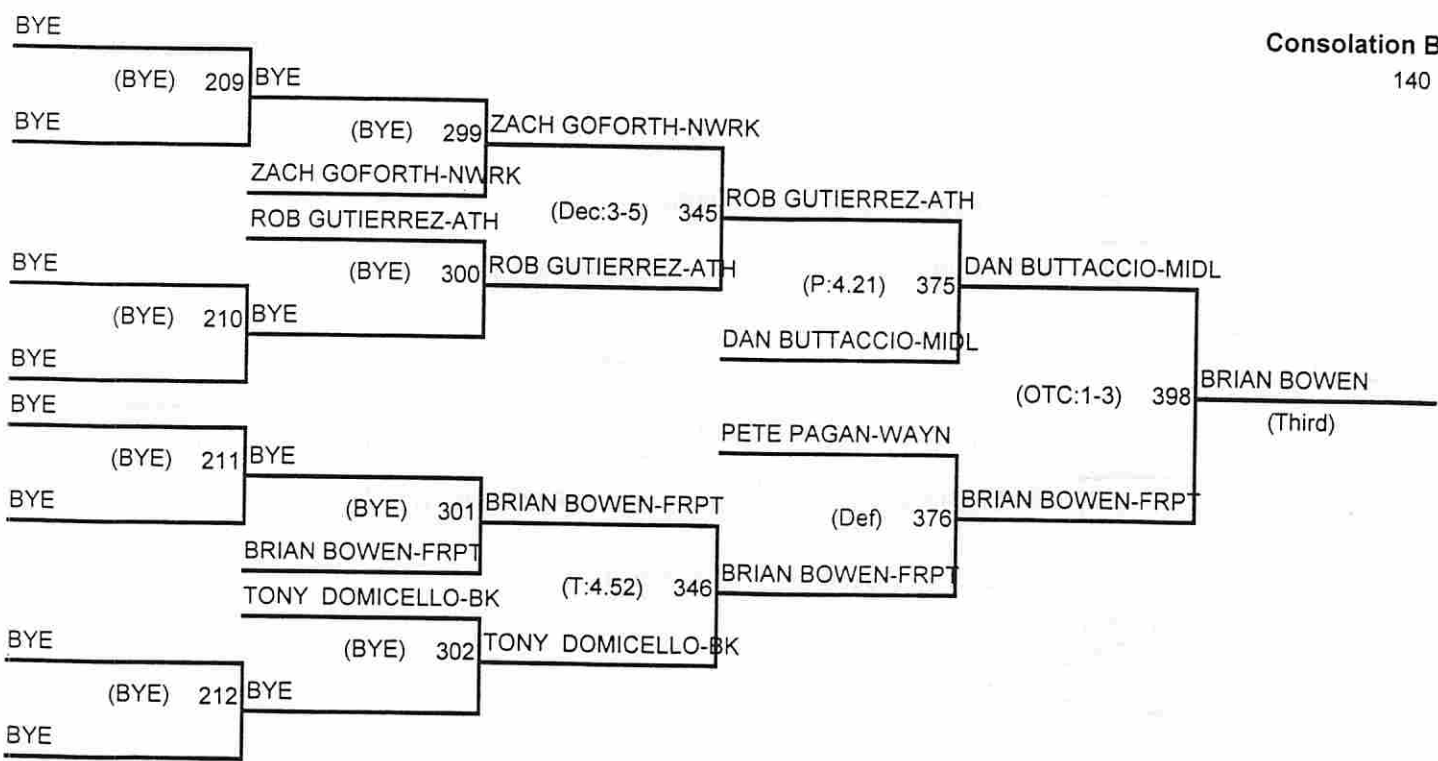 BYE
Consolation B
140
(BYE) 209 BYE
BYE
(BYE) 299 ZACH GOFORTH-NWRK
ZACH GOFORTH-NWRK
(Dec:3-5) 345 ROB GUTIERREZ-ATH
ROB GUTIERREZ-ATH
BYE
(BYE) 300 ROB GUTIERREZ-ATH
(P:4.21) 375 DAN BUTTACCIO-MIDL
(BYE) 210 BYE
BYE
DAN BUTTACCIO-MIDL
BYE
(OTC:1-3) 398 BRIAN BOWEN
(Third)
(BYE) 211 BYE
PETE PAGAN-WAYN
BYE
(BYE) 301 BRIAN BOWEN-FRPT
(Def) 376 BRIAN BOWEN-FRPT
BRIAN BOWEN-FRPT
(T:4.52) 346 BRIAN BOWEN-FRPT
TONY DOMICELLO-BK
BYE
(BYE) 302 TONY DOMICELLO-BK
(BYE) 212 BYE
BYE